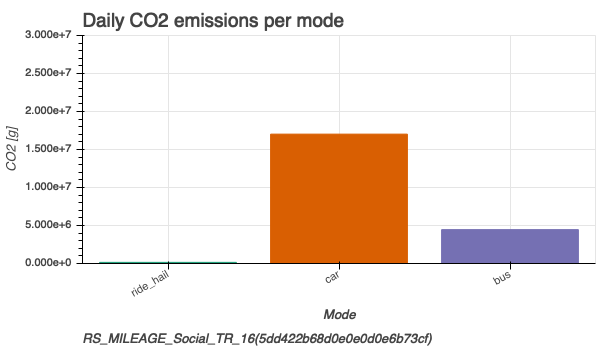 Daily CO2 emissions per mode
3.000e+7
2.500e+7
2.000e+7
1.500e+7
1.000e+7
5.000e+6
0.000e+0
CO2 [g]
ride_hail
car
bus
Mode
RS_MILEAGE_Social_TR_16(5dd422b68d0e0e0d0e6b73cf)